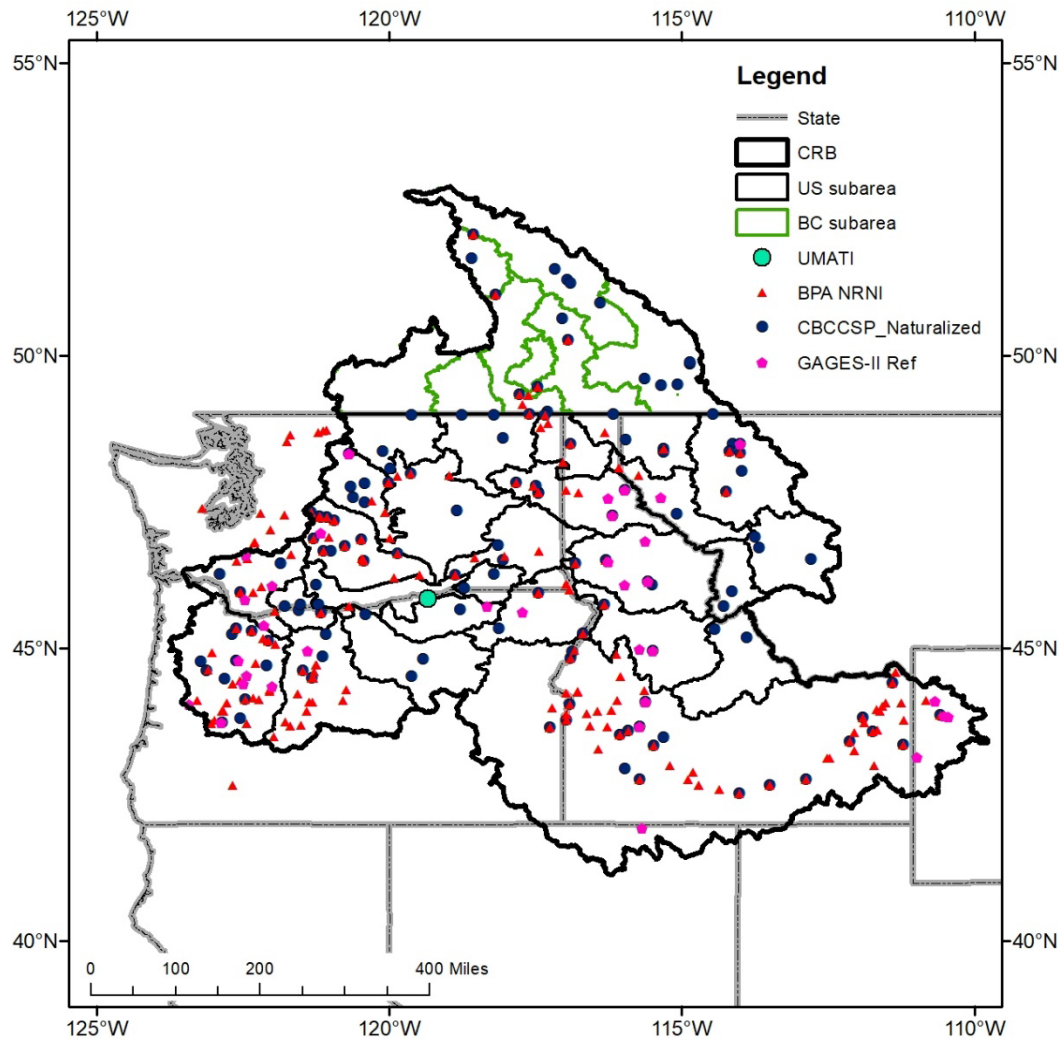 125°W 120°W 115°W 110°W
55°N 55°N
Legend
State
CRB
US subarea
BC subarea
UMATI
BPA NRNI
CBCCSP_Naturalized
GAGES-II Ref
50°N 50°N
45°N 45°N
40°N 40°N
0 100 200 400 Miles
125°W 120°W 115°W 110°W